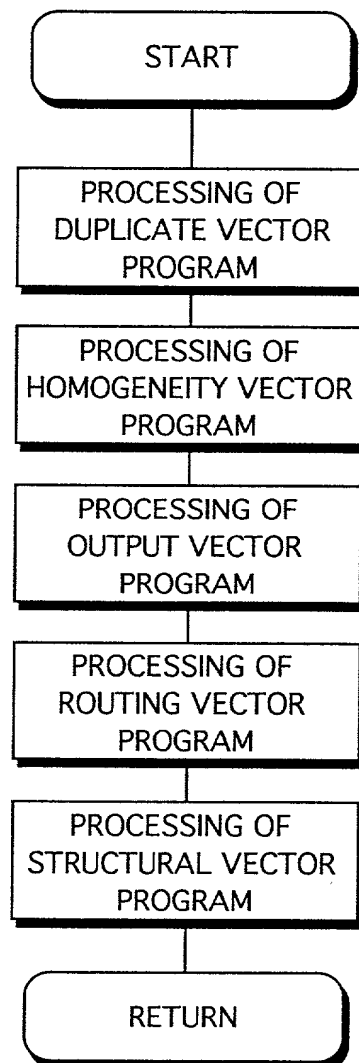 START
PROCESSING OF
DUPLICATE VECTOR
PROGRAM
PROCESSING OF
HOMOGENEITY VECTOR
PROGRAM
PROCESSING OF
OUTPUT VECTOR
PROGRAM
PROCESSING OF
ROUTING VECTOR
PROGRAM
PROCESSING OF
STRUCTURAL VECTOR
PROGRAM
RETURN